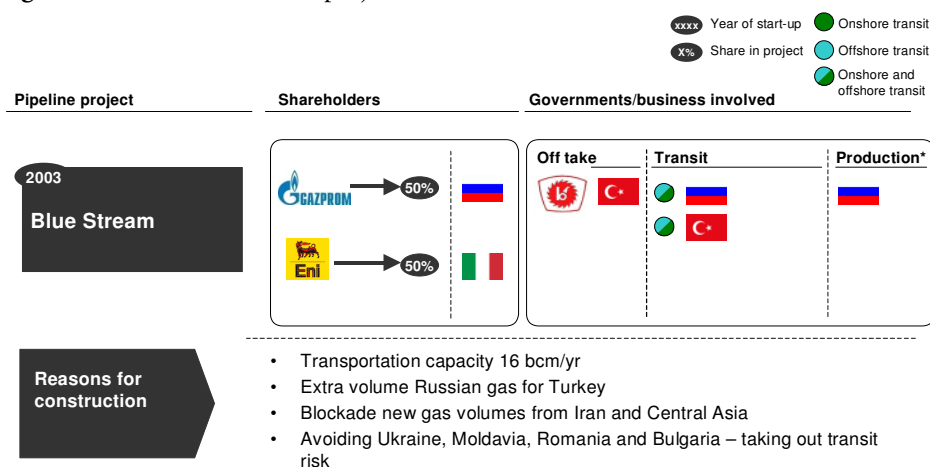 xxxx Year of start-up Onshore transit
X% Share in project Offshore transit
Onshore and
offshore transit
Pipeline project Shareholders Governments/business involved
Off take Transit Production*
2003
Blue Stream
GAZPROM 50%
Eni 50%
Reasons for
construction
• Transportation capacity 16 bcm/yr
• Extra volume Russian gas for Turkey
• Blockade new gas volumes from Iran and Central Asia
• Avoiding Ukraine, Moldavia, Romania and Bulgaria – taking out transit
risk